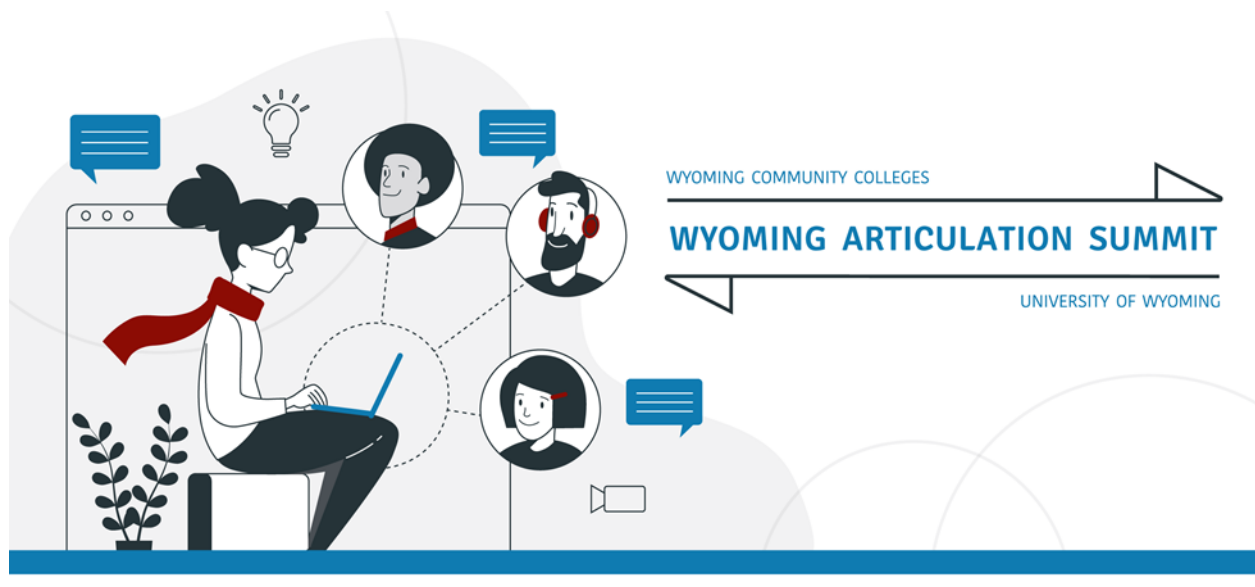 WYOMING COMMUNITY COLLEGES
WYOMING ARTICULATION SUMMIT
UNIVERSITY OF WYOMING